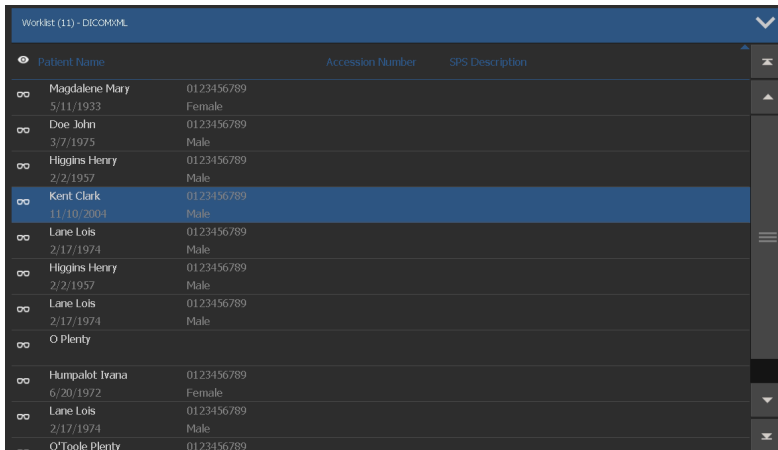 Worklist (11) - DICOMXML
Patient Name Accession Number SPS Description
Magdalene Mary 0123456789
5/11/1933 Female
Doe John 0123456789
3/7/1975 Male
Higgins Henry 0123456789
2/2/1957 Male
Kent Clark 0123456789
11/10/2004 Male
Lane Lois 0123456789
2/17/1974 Male
Higgins Henry 0123456789
2/2/1957 Male
Lane Lois 0123456789
2/17/1974 Male
O Plenty
Humpalot Ivana 0123456789
6/20/1972 Female
Lane Lois 0123456789
2/17/1974 Male
O'Toole Plenty 0123456789